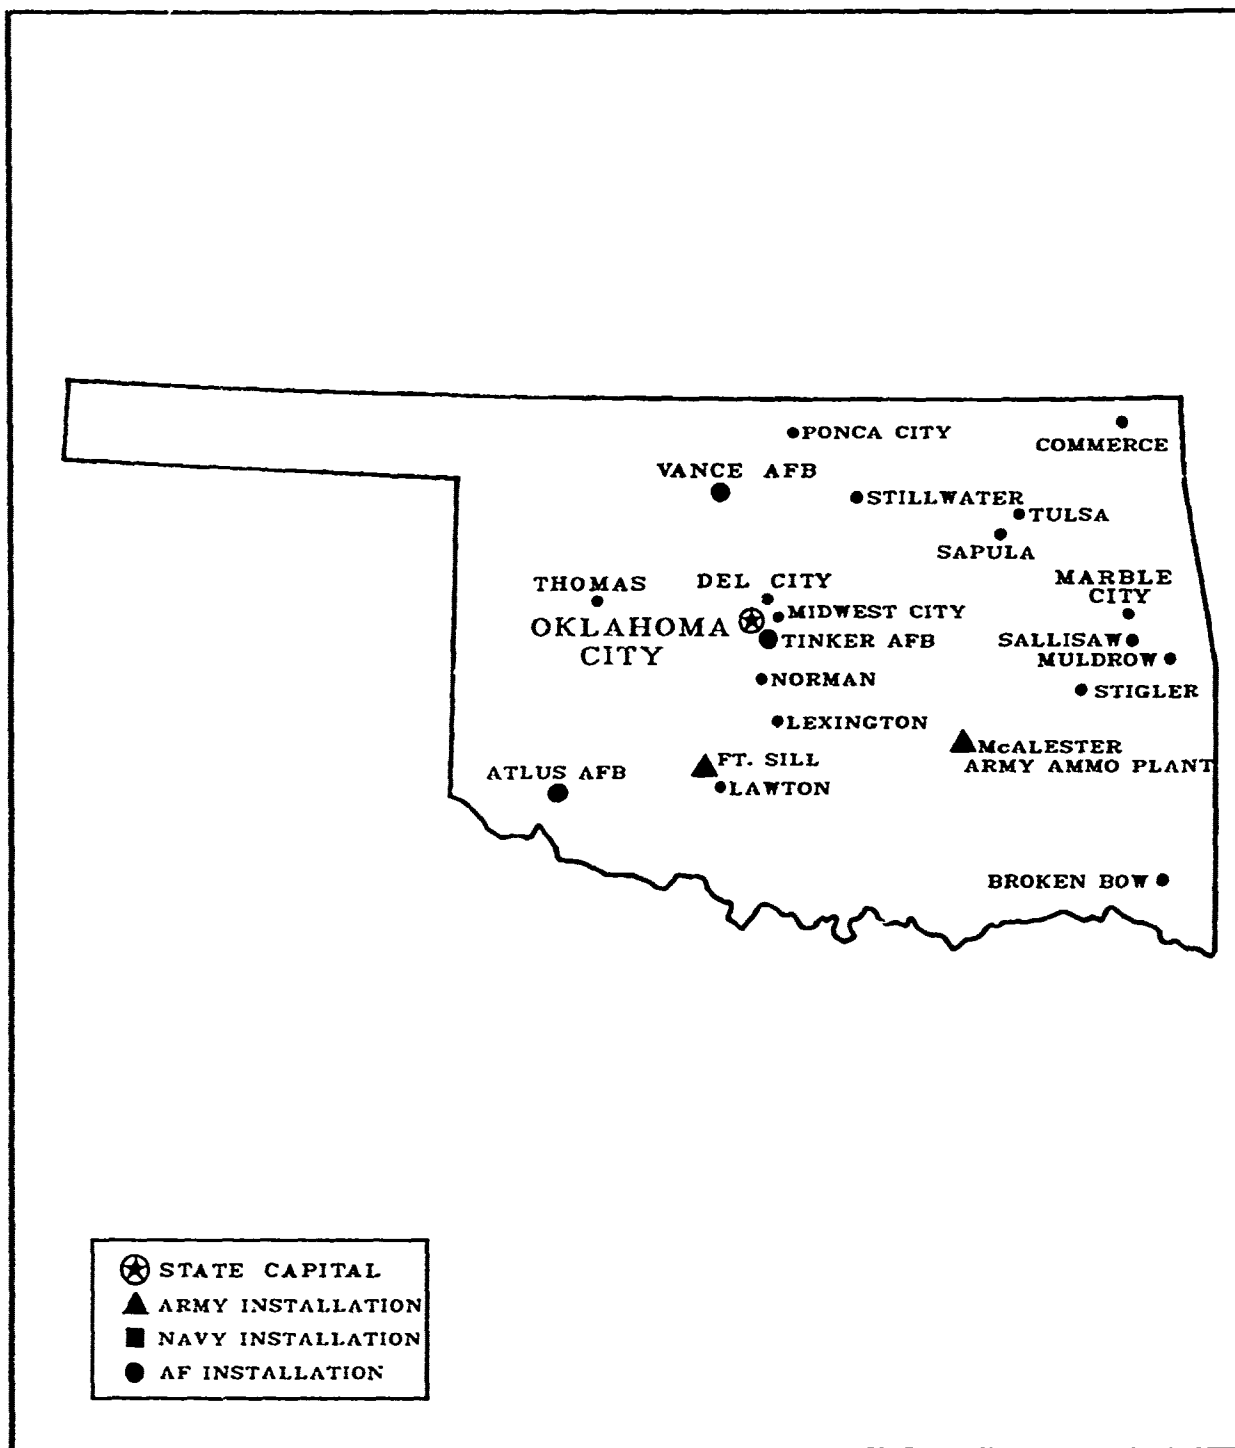 PONCA CITY
COMMERCE
VANCE AFB
STILLWATER
TULSA
SAPULA
THOMAS
DEL CITY
MARBLE
CITY
MIDWEST CITY
OKLAHOMA
CITY
TINKER AFB
SALLISAW
MULDROW
NORMAN
STIGLER
LEXINGTON
McALESTER
ARMY AMMO PLANT
FT. SILL
ATLUS AFB
LAWTON
BROKEN BOW
STATE CAPITAL
ARMY INSTALLATION
NAVY INSTALLATION
AF INSTALLATION